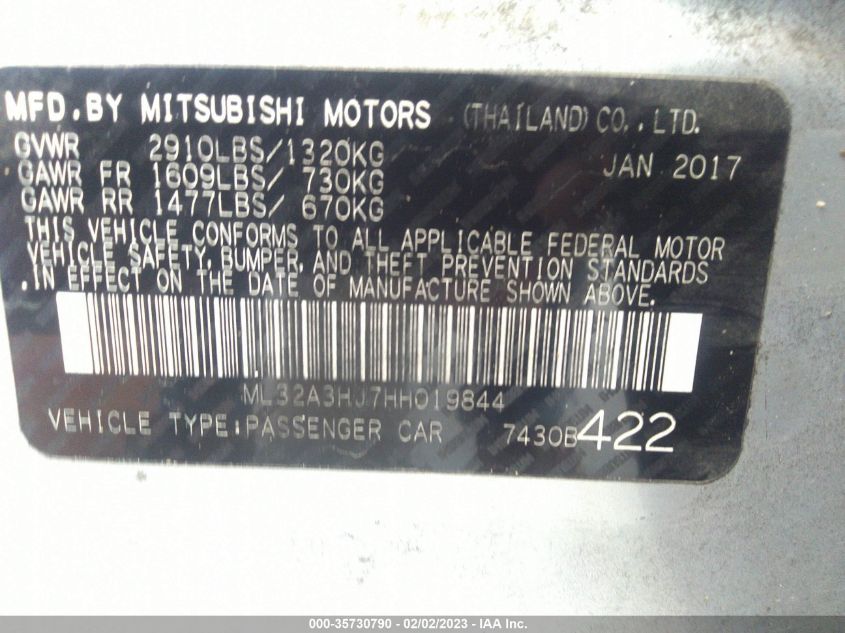 MFD. BY MITSUBISHI MOTORS (THAILAND) CO., LTD.
GVWR 2910LBS/1320KG JAN 2017
GAWR FR 1609LBS/ 730KG
GAWR RR 1477LBS/ 670KG
THIS VEHICLE CONFORMS TO ALL APPLICABLE FEDERAL MOTOR
VEHICLE SAFETY, BUMPER, AND THEFT PREVENTION STANDARDS
IN EFFECT ON THE DATE OF MANUFACTURE SHOWN ABOVE.
ML32A3HJ7HH019844
VEHICLE TYPE:PASSENGER CAR 7430B422
000-35730790 - 02/02/2023 - IAA Inc.